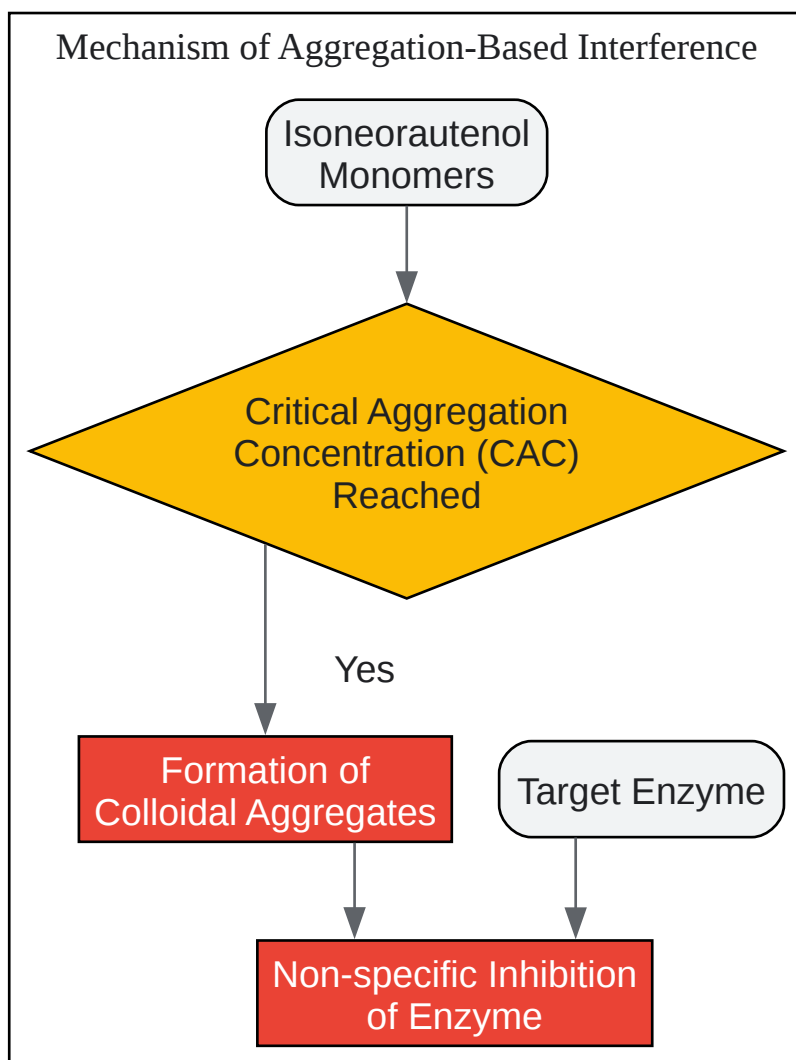 Mechanism of Aggregation-Based Interference
Isoneorautenol
Monomers
Critical Aggregation
Concentration (CAC)
Reached
Yes
Formation of
Colloidal Aggregates
Target Enzyme
Non-specific Inhibition
of Enzyme